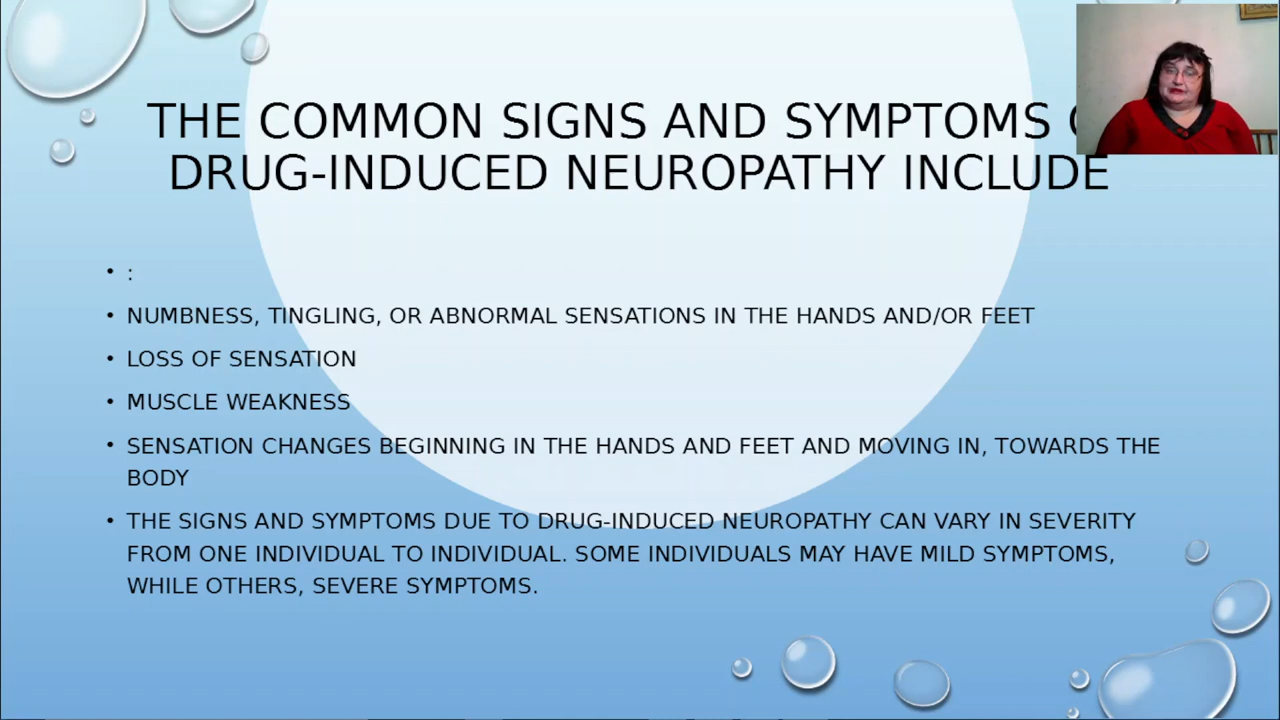 THE COMMON SIGNS AND SYMPTOMS
DRUG-INDUCED NEUROPATHY INCLUDE
• :
• NUMBNESS, TINGLING, OR ABNORMAL SENSATIONS IN THE HANDS AND/OR FEET
• LOSS OF SENSATION
• MUSCLE WEAKNESS
• SENSATION CHANGES BEGINNING IN THE HANDS AND FEET AND MOVING IN, TOWARDS THE
BODY
• THE SIGNS AND SYMPTOMS DUE TO DRUG-INDUCED NEUROPATHY CAN VARY IN SEVERITY
FROM ONE INDIVIDUAL TO INDIVIDUAL. SOME INDIVIDUALS MAY HAVE MILD SYMPTOMS,
WHILE OTHERS, SEVERE SYMPTOMS.